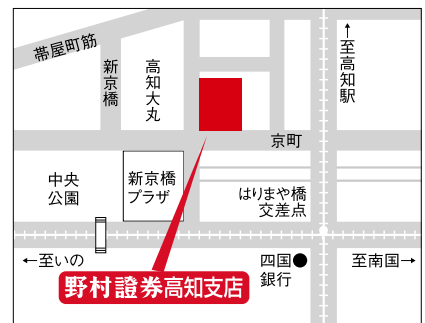 帯屋町筋
新京橋
高知大丸
↑至高知駅
京町
中央
公園
新京橋
プラザ
はりまや橋
交差点
←至いの
四国●
銀行
至南国→
野村證券高知支店